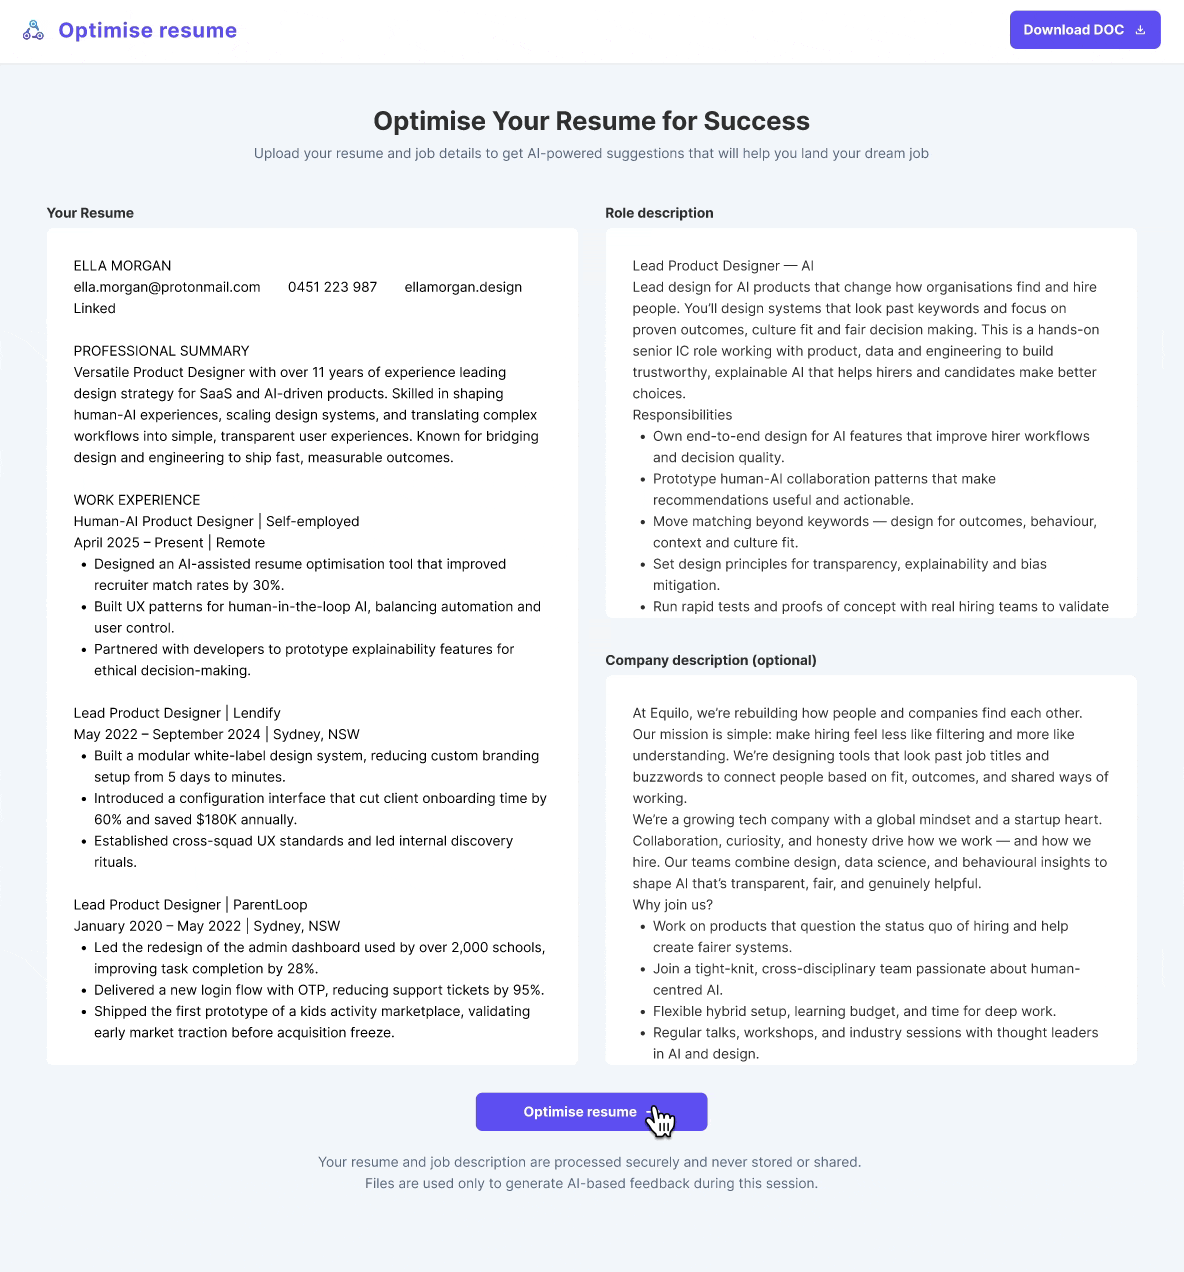 Optimise resume
Download DOC
Optimise Your Resume for Success
Upload your resume and job details to get AI-powered suggestions that will help you land your dream job
Your Resume
ELLA MORGAN
ella.morgan@protonmail.com 0451 223 987 ellamorgan.design
Linked
PROFESSIONAL SUMMARY
Versatile Product Designer with over 11 years of experience leading
design strategy for SaaS and AI-driven products. Skilled in shaping
human-AI experiences, scaling design systems, and translating complex
workflows into simple, transparent user experiences. Known for bridging
design and engineering to ship fast, measurable outcomes.
WORK EXPERIENCE
Human-AI Product Designer | Self-employed
April 2025 – Present | Remote
• Designed an AI-assisted resume optimisation tool that improved
recruiter match rates by 30%.
• Built UX patterns for human-in-the-loop AI, balancing automation and
user control.
• Partnered with developers to prototype explainability features for
ethical decision-making.
Lead Product Designer | Lendify
May 2022 – September 2024 | Sydney, NSW
• Built a modular white-label design system, reducing custom branding
setup from 5 days to minutes.
• Introduced a configuration interface that cut client onboarding time by
60% and saved $180K annually.
• Established cross-squad UX standards and led internal discovery
rituals.
Lead Product Designer | ParentLoop
January 2020 – May 2022 | Sydney, NSW
• Led the redesign of the admin dashboard used by over 2,000 schools,
improving task completion by 28%.
• Delivered a new login flow with OTP, reducing support tickets by 95%.
• Shipped the first prototype of a kids activity marketplace, validating
early market traction before acquisition freeze.
Role description
Lead Product Designer — AI
Lead design for AI products that change how organisations find and hire
people. You’ll design systems that look past keywords and focus on
proven outcomes, culture fit and fair decision making. This is a hands-on
senior IC role working with product, data and engineering to build
trustworthy, explainable AI that helps hirers and candidates make better
choices.
Responsibilities
• Own end-to-end design for AI features that improve hirer workflows
and decision quality.
• Prototype human-AI collaboration patterns that make
recommendations useful and actionable.
• Move matching beyond keywords — design for outcomes, behaviour,
context and culture fit.
• Set design principles for transparency, explainability and bias
mitigation.
• Run rapid tests and proofs of concept with real hiring teams to validate
Company description (optional)
At Equilo, we’re rebuilding how people and companies find each other.
Our mission is simple: make hiring feel less like filtering and more like
understanding. We’re designing tools that look past job titles and
buzzwords to connect people based on fit, outcomes, and shared ways of
working.
We’re a growing tech company with a global mindset and a startup heart.
Collaboration, curiosity, and honesty drive how we work — and how we
hire. Our teams combine design, data science, and behavioural insights to
shape AI that’s transparent, fair, and genuinely helpful.
Why join us?
• Work on products that question the status quo of hiring and help
create fairer systems.
• Join a tight-knit, cross-disciplinary team passionate about human-
centred AI.
• Flexible hybrid setup, learning budget, and time for deep work.
• Regular talks, workshops, and industry sessions with thought leaders
in AI and design.
Optimise resume
Your resume and job description are processed securely and never stored or shared.
Files are used only to generate AI-based feedback during this session.